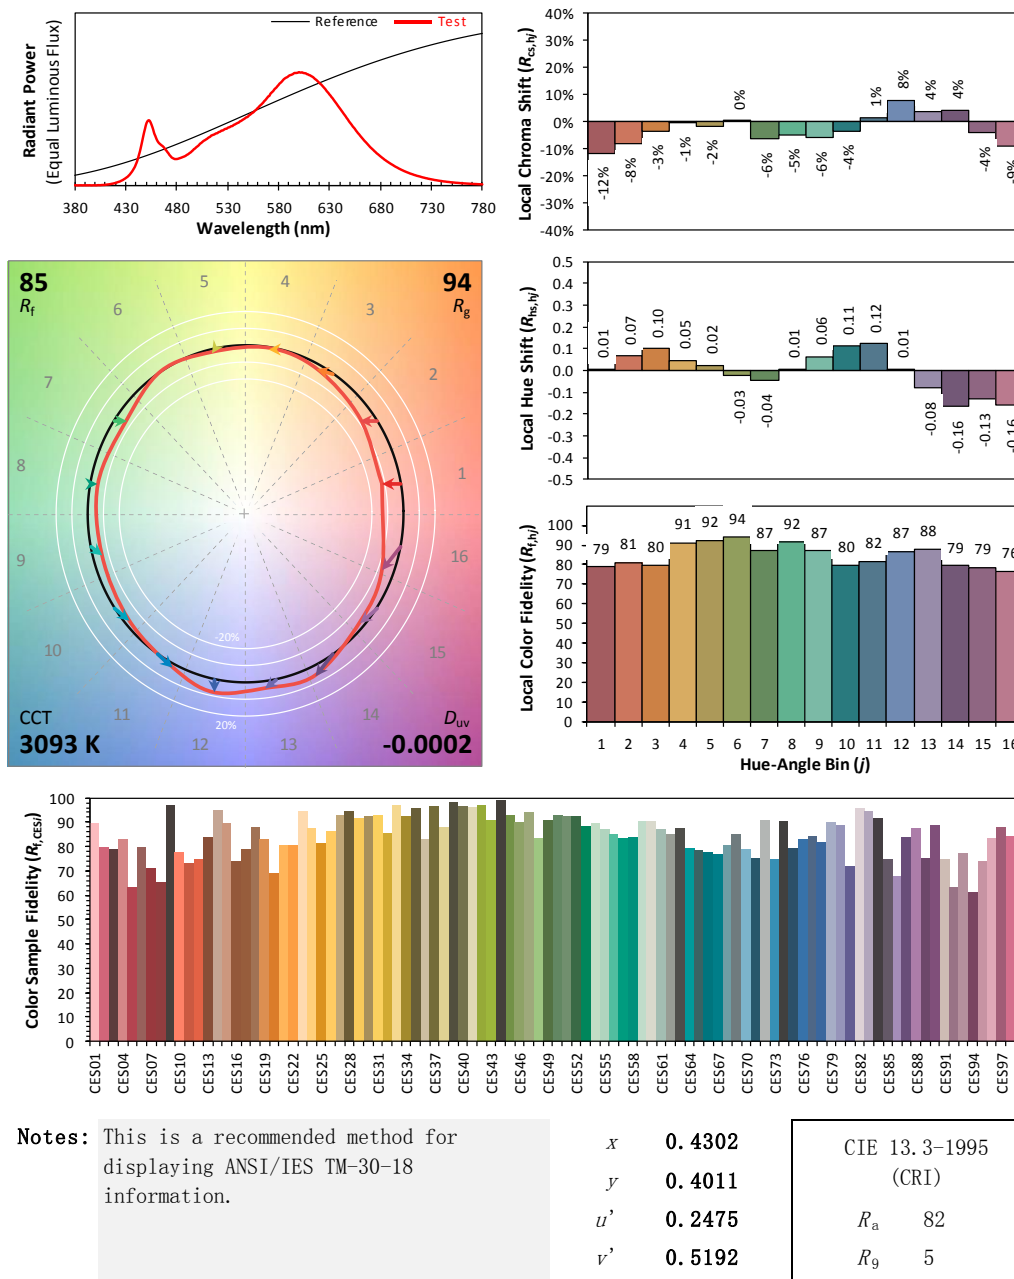 Reference
Test
Radiant Power
(Equal Luminous Flux)
380 430 480 530 580 630 680 730 780
Wavelength (nm)
Local Chroma Shift (Rcs,hj)
40%
30%
20%
10%
0%
-10%
-20%
-30%
-40%
-12% -8% -3% -1% -2% 0% -6% -5% -6% -4% 1% 8% 4% 4% -4% -9%
85
Rf
94
Rg
1
2
3
4
5
6
7
8
9
10
11
12
13
14
15
16
-20%
20%
CCT
3093 K
Duv
-0.0002
Local Hue Shift (Rhs,hj)
0.5
0.4
0.3
0.2
0.1
0.0
-0.1
-0.2
-0.3
-0.4
-0.5
0.01 0.07 0.10 0.05 0.02 -0.03 -0.04 0.01 0.06 0.11 0.12 0.01 -0.08 -0.16 -0.13 -0.16
Local Color Fidelity (Rf,hj)
100
90
80
70
60
50
40
30
20
10
0
79 81 80 91 92 94 87 92 87 80 82 87 88 79 79 76
1 2 3 4 5 6 7 8 9 10 11 12 13 14 15 16
Hue-Angle Bin (j)
Color Sample Fidelity (Rf,CESi)
100
90
80
70
60
50
40
30
20
10
0
CES01 CES04 CES07 CES10 CES13 CES16 CES19 CES22 CES25 CES28 CES31 CES34 CES37 CES40 CES43 CES46 CES49 CES52 CES55 CES58 CES61 CES64 CES67 CES70 CES73 CES76 CES79 CES82 CES85 CES88 CES91 CES94 CES97
Notes: This is a recommended method for
displaying ANSI/IES TM-30-18
information.
x 0.4302
y 0.4011
u' 0.2475
v' 0.5192
CIE 13.3-1995
(CRI)
Ra 82
R9 5